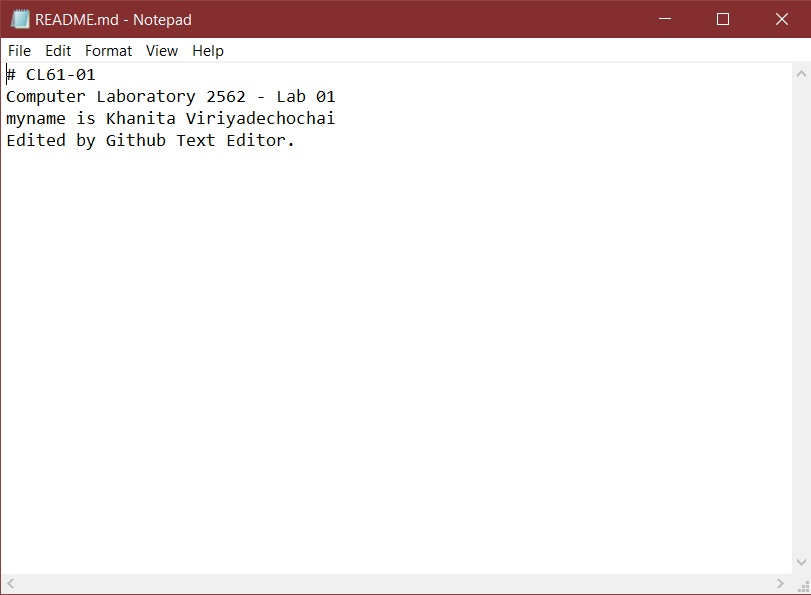 README.md - Notepad
File Edit Format View Help
# CL61-01
Computer Laboratory 2562 - Lab 01
myname is Khanita Viriyadechochai
Edited by Github Text Editor.